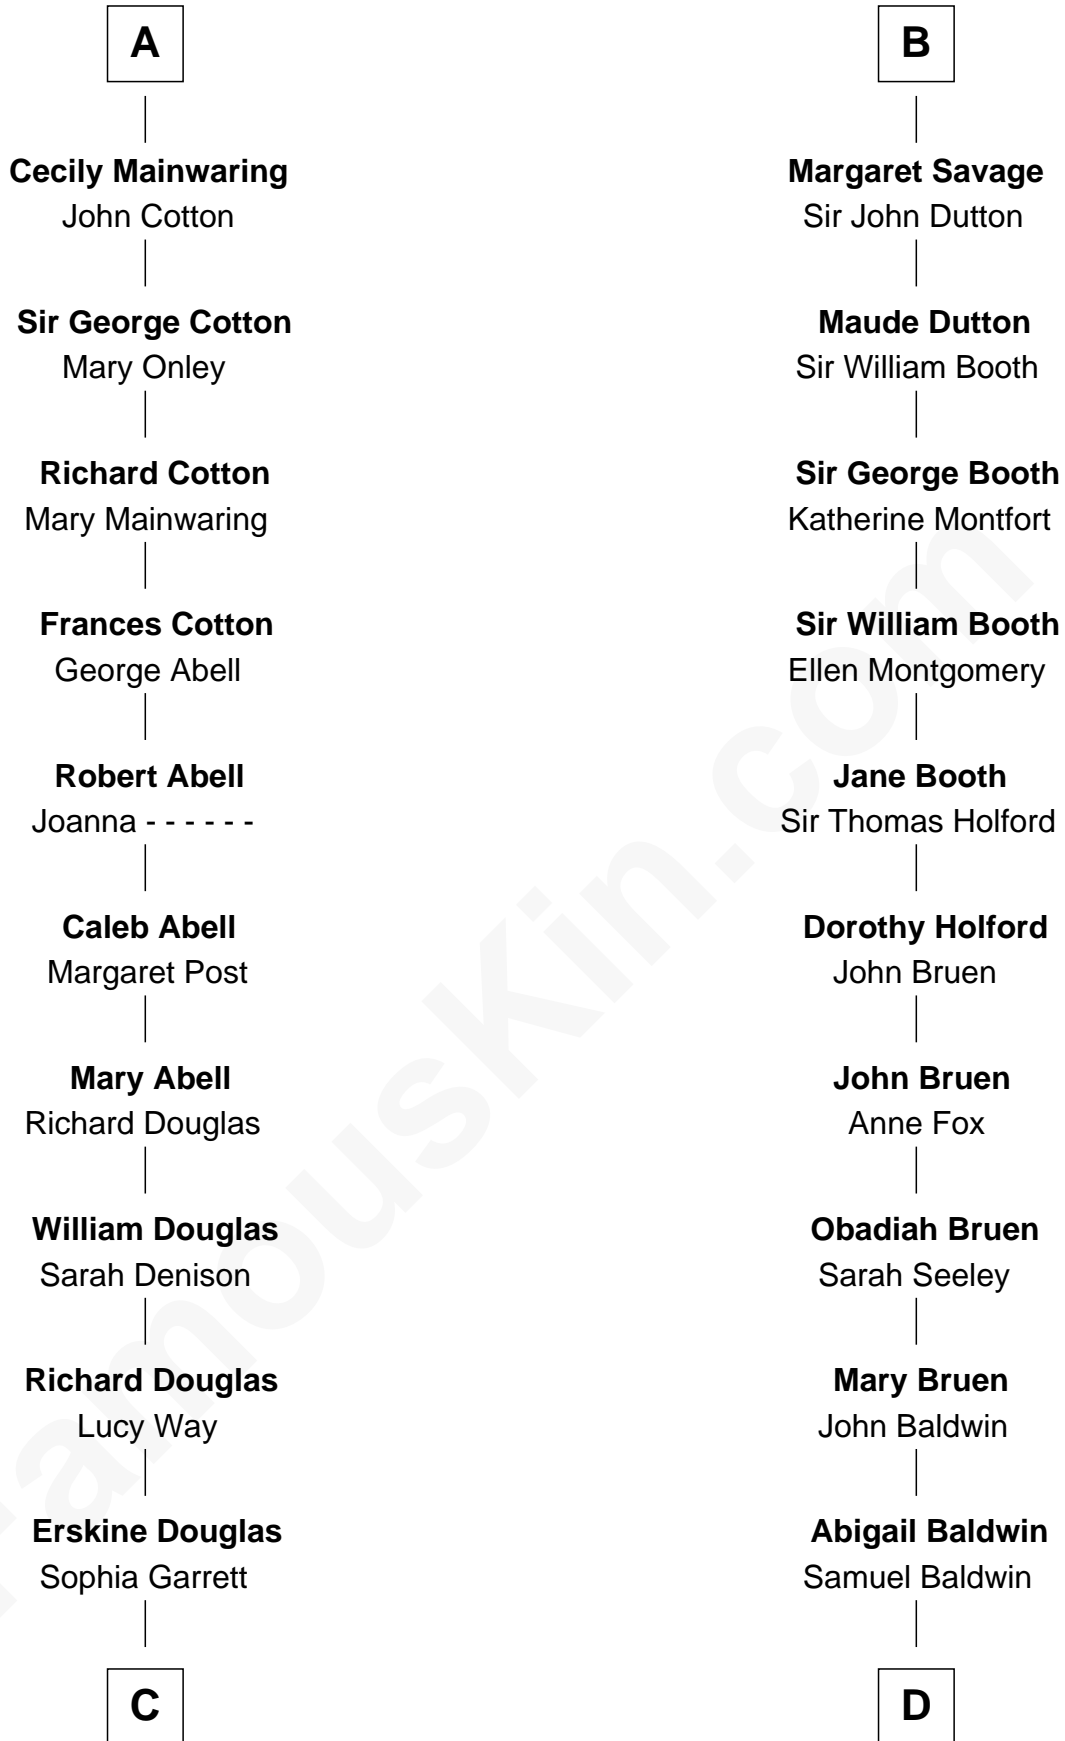 A
Cecily Mainwaring
John Cotton
Sir George Cotton
Mary Onley
Richard Cotton
Mary Mainwaring
Frances Cotton
George Abell
Robert Abell
Joanna - - - - - -
Caleb Abell
Margaret Post
Mary Abell
Richard Douglas
William Douglas
Sarah Denison
Richard Douglas
Lucy Way
Erskine Douglas
Sophia Garrett
C
B
Margaret Savage
Sir John Dutton
Maude Dutton
Sir William Booth
Sir George Booth
Katherine Montfort
Sir William Booth
Ellen Montgomery
Jane Booth
Sir Thomas Holford
Dorothy Holford
John Bruen
John Bruen
Anne Fox
Obadiah Bruen
Sarah Seeley
Mary Bruen
John Baldwin
Abigail Baldwin
Samuel Baldwin
D
FamousKin.com